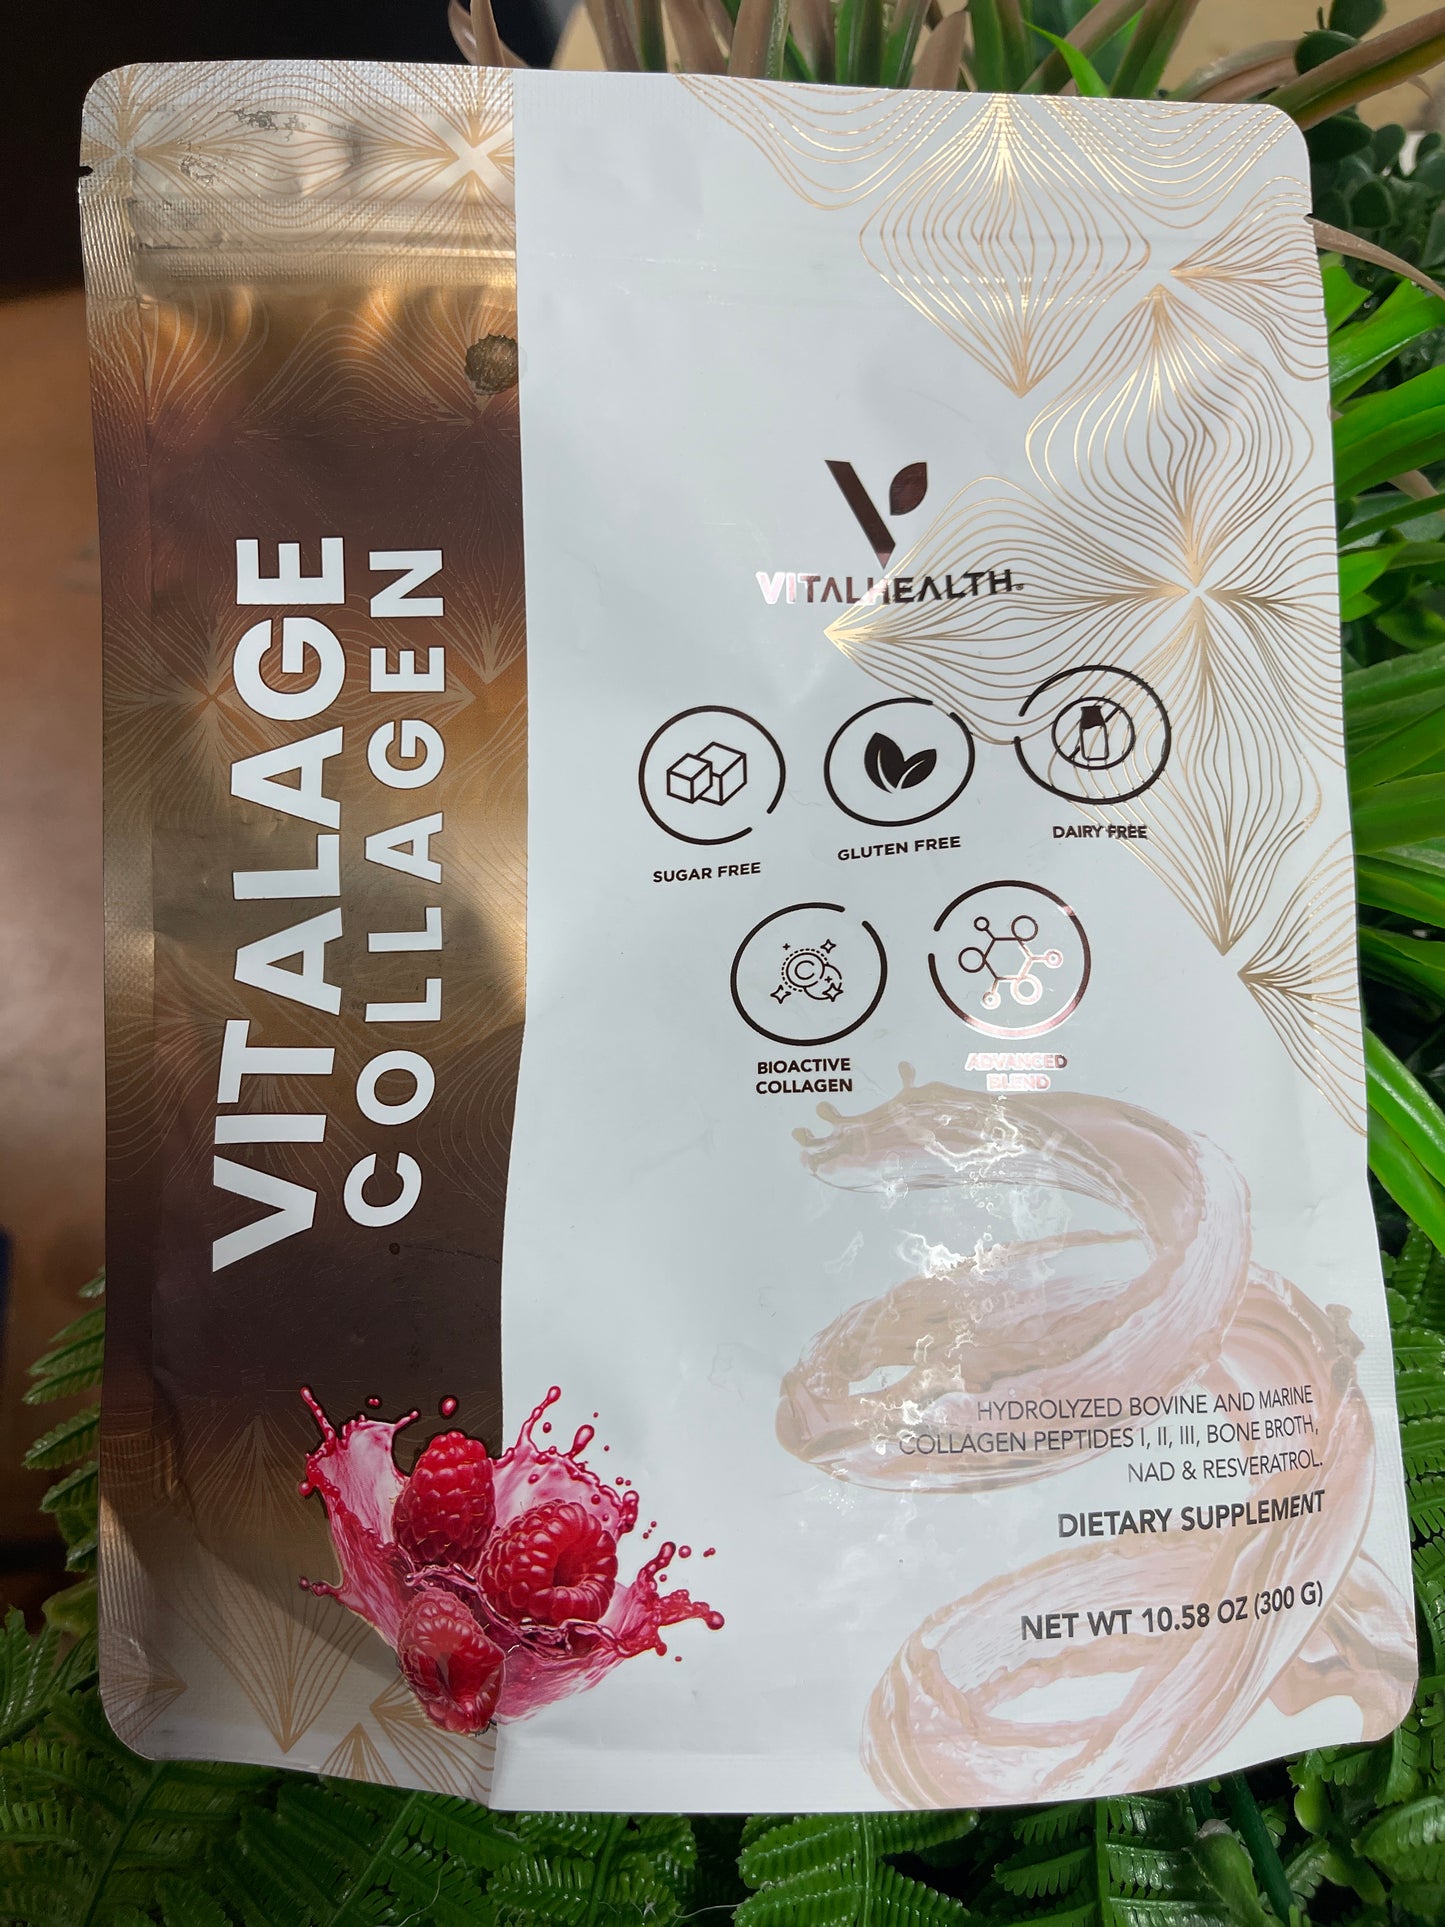 VITALAGE
COLLAGEN
VITALHEALTH®
SUGAR FREE
GLUTEN FREE
DAIRY FREE
C
BIOACTIVE
COLLAGEN
ADVANCED
BLEND
HYDROLYZED BOVINE AND MARINE
COLLAGEN PEPTIDES I, II, III, BONE BROTH,
NAD & RESVERATROL.
DIETARY SUPPLEMENT
NET WT 10.58 OZ (300 G)